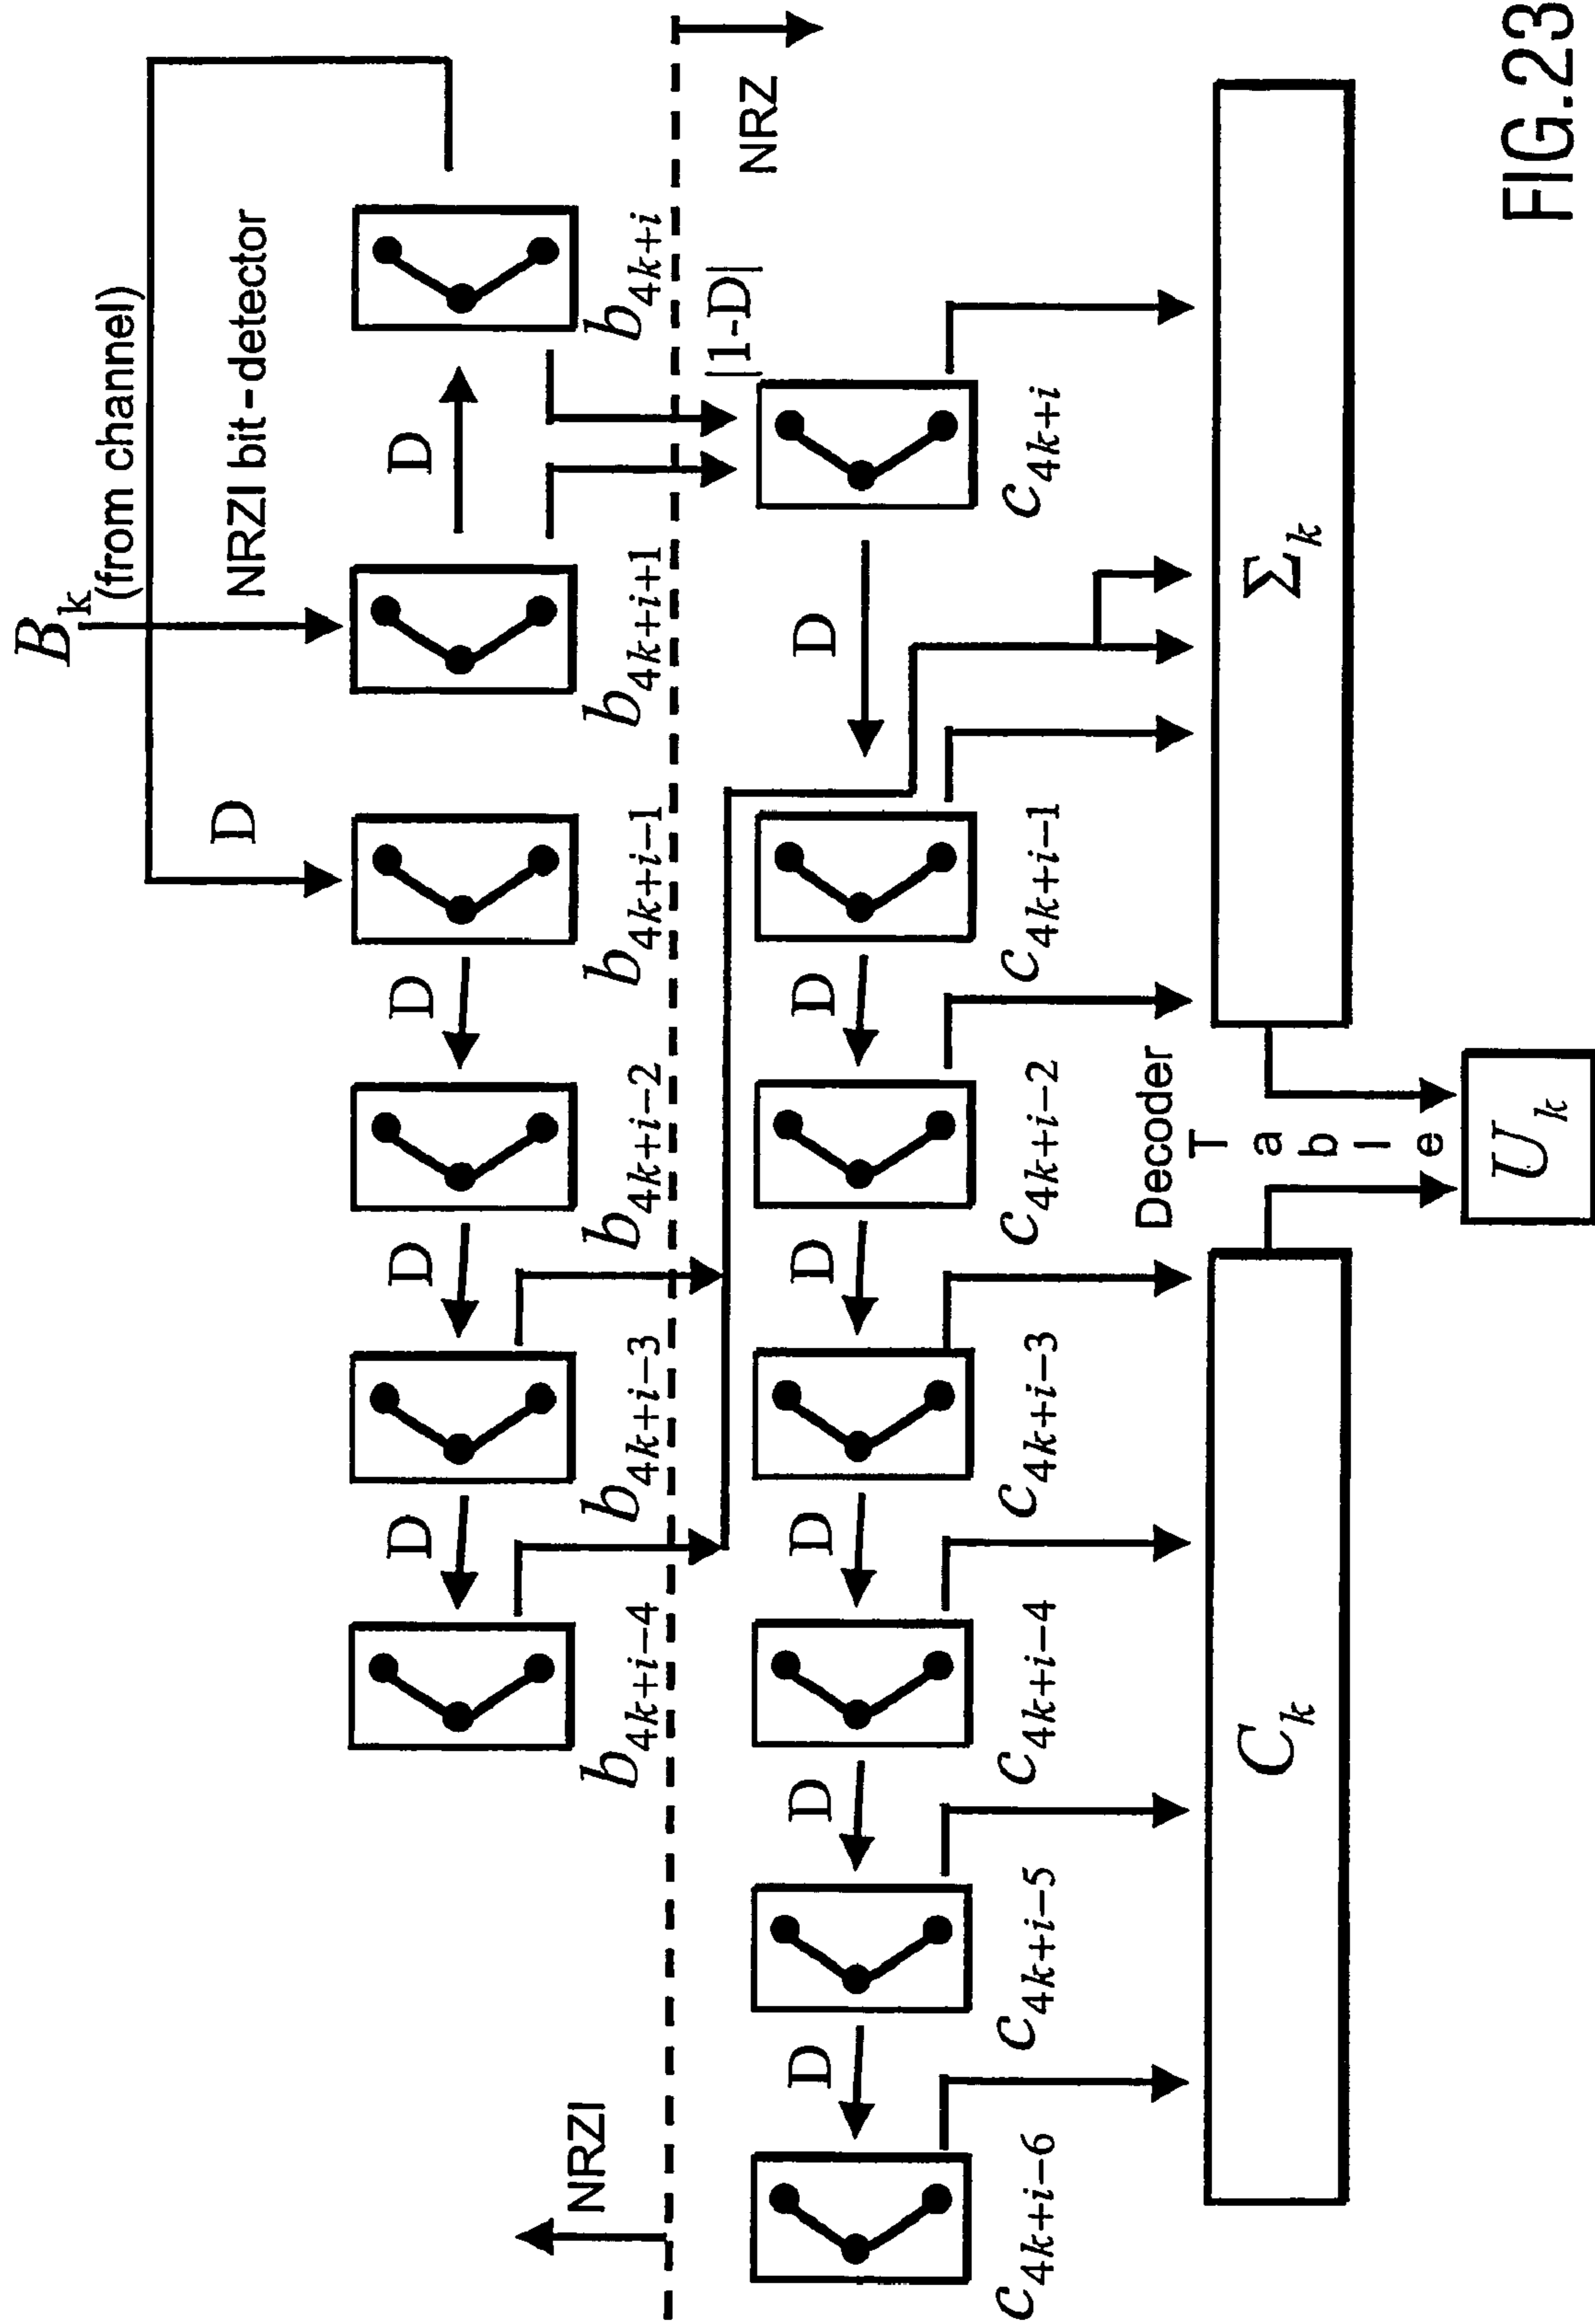 B_k
(from channel)
NRZI bit-detector
D
D
D
D
D
D
b_{4k+i-4}
b_{4k+i-3}
b_{4k+i-2}
b_{4k+i-1}
b_{4k+i+1}
b_{4k+i}
NRZI
NRZ
|1-D|
D
D
D
D
D
D
c_{4k+i-6}
c_{4k+i-5}
c_{4k+i-4}
c_{4k+i-3}
c_{4k+i-2}
c_{4k+i-1}
c_{4k+i}
Decoder
Table
C_k
Σ_k
U_k
FIG.23